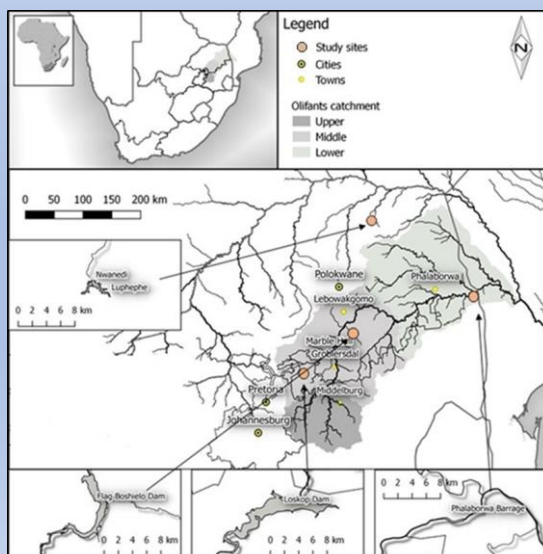 Legend
Study sites
Cities
Towns
Olifants catchment
Upper
Middle
Lower
N
0 50 100 150 200 km
Nwanedi
Luphephe
0 2 4 6 8 km
Polokwane
Lebowakgomo
Phalaborwa
Marble Hall
Groblersdal
Pretoria
Middelburg
Johannesburg
Flag Boshielo Dam
0 2 4 6 8 km
Loskop Dam
0 2 4 6 8 km
0 2 4 6 8 km
Phalaborwa Barrage